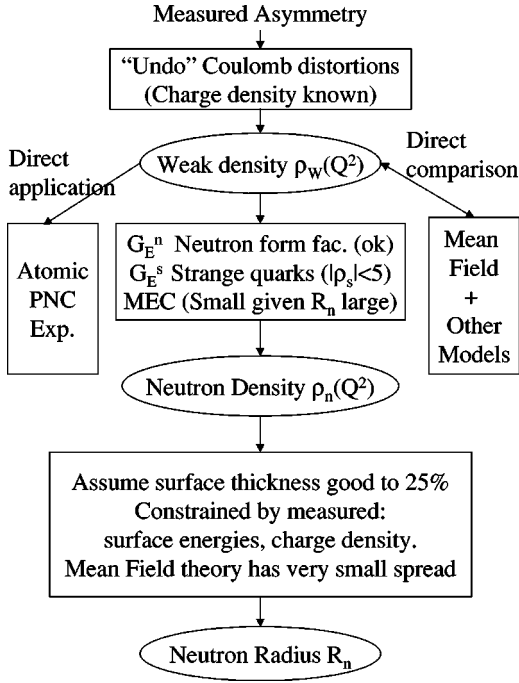 Measured Asymmetry
“Undo” Coulomb distortions
(Charge density known)
Direct
application
Weak density ρW(Q²)
Direct
comparison
Atomic
PNC
Exp.
GEⁿ Neutron form fac. (ok)
GEˢ Strange quarks (|ρs|<5)
MEC (Small given Rn large)
Mean
Field
+
Other
Models
Neutron Density ρn(Q²)
Assume surface thickness good to 25%
Constrained by measured:
surface energies, charge density.
Mean Field theory has very small spread
Neutron Radius Rn